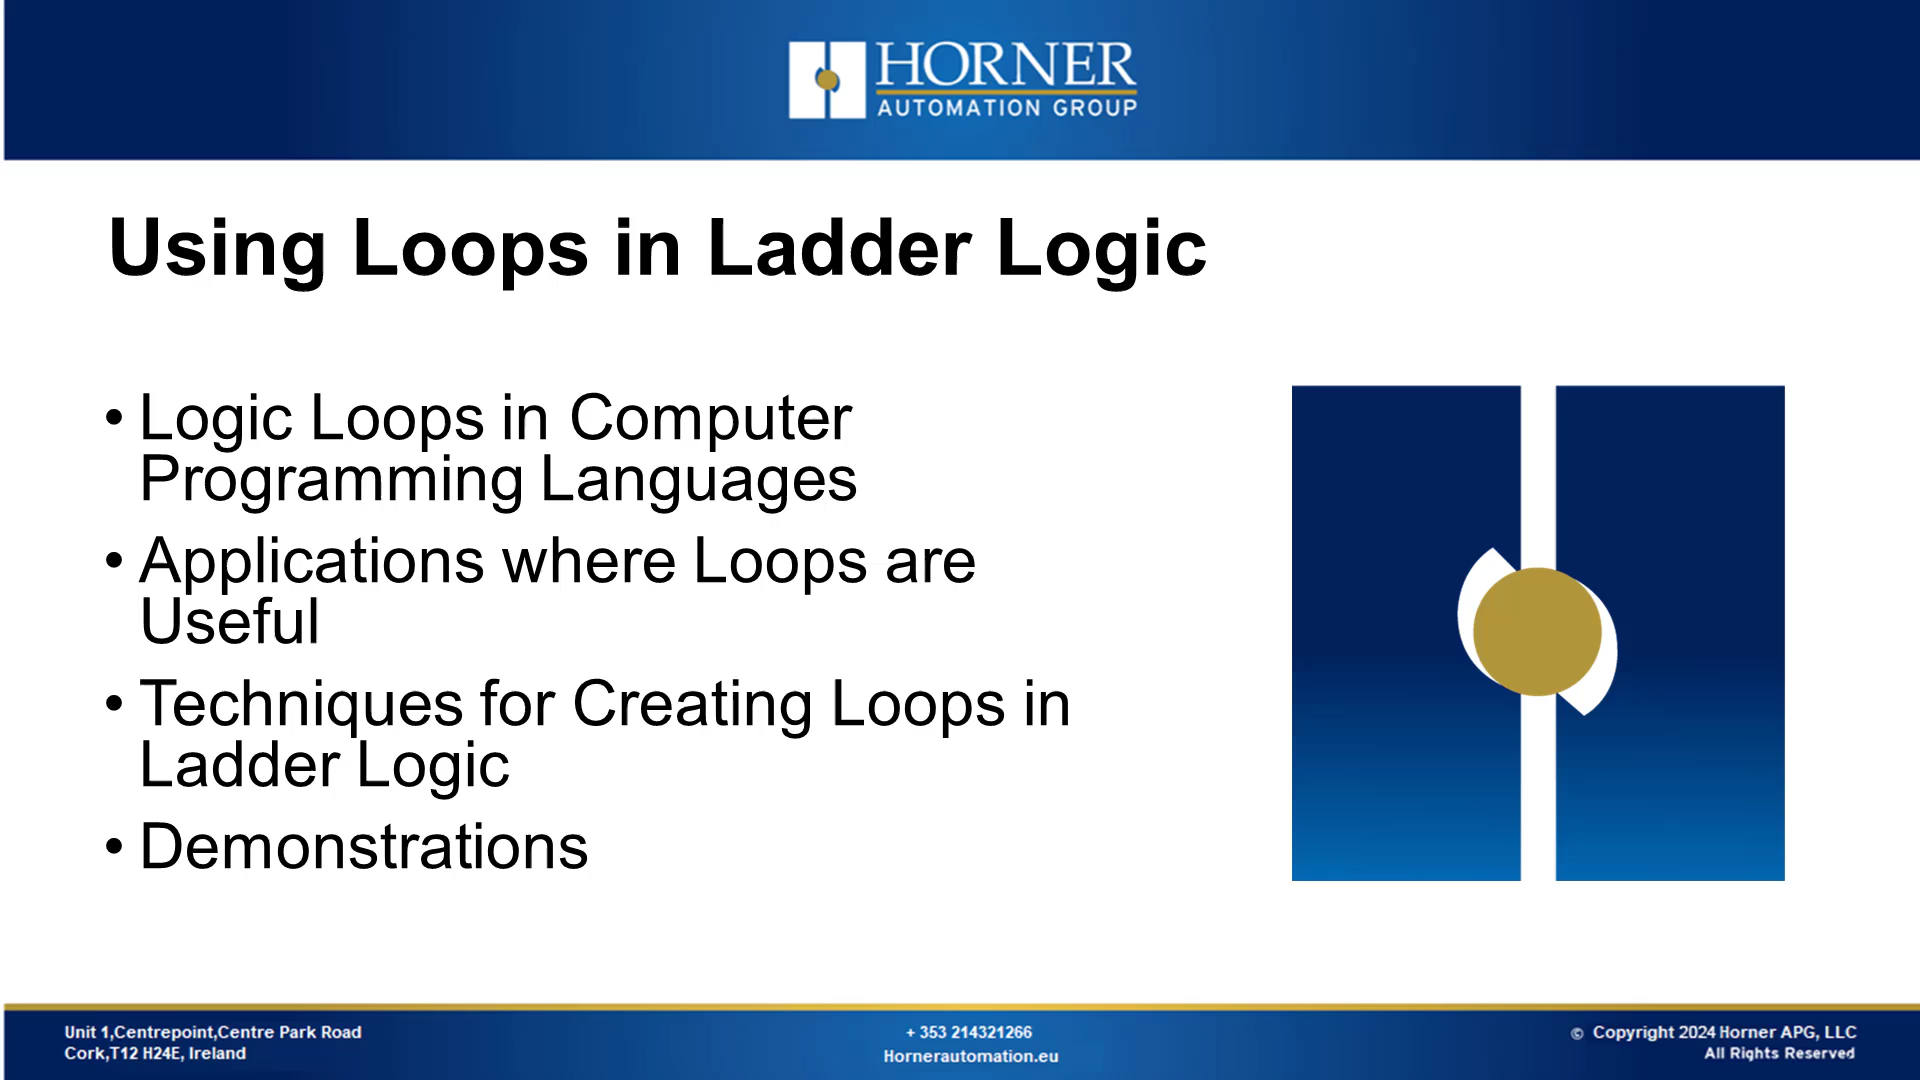 HORNER
AUTOMATION GROUP
Using Loops in Ladder Logic
• Logic Loops in Computer
Programming Languages
• Applications where Loops are
Useful
• Techniques for Creating Loops in
Ladder Logic
• Demonstrations
Unit 1,Centrepoint,Centre Park Road
Cork,T12 H24E, Ireland
+ 353 214321266
Hornerautomation.eu
© Copyright 2024 Horner APG, LLC
All Rights Reserved